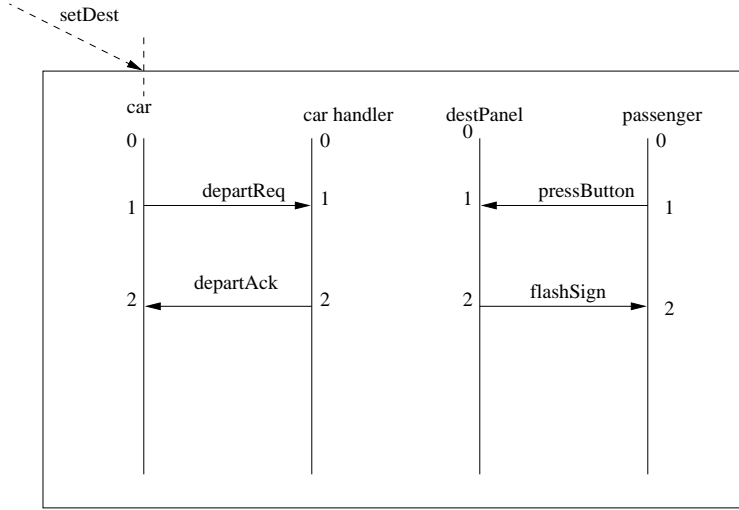 setDest
car
car handler
destPanel
passenger
0
0
0
0
departReq
pressButton
1
1
1
1
departAck
flashSign
2
2
2
2